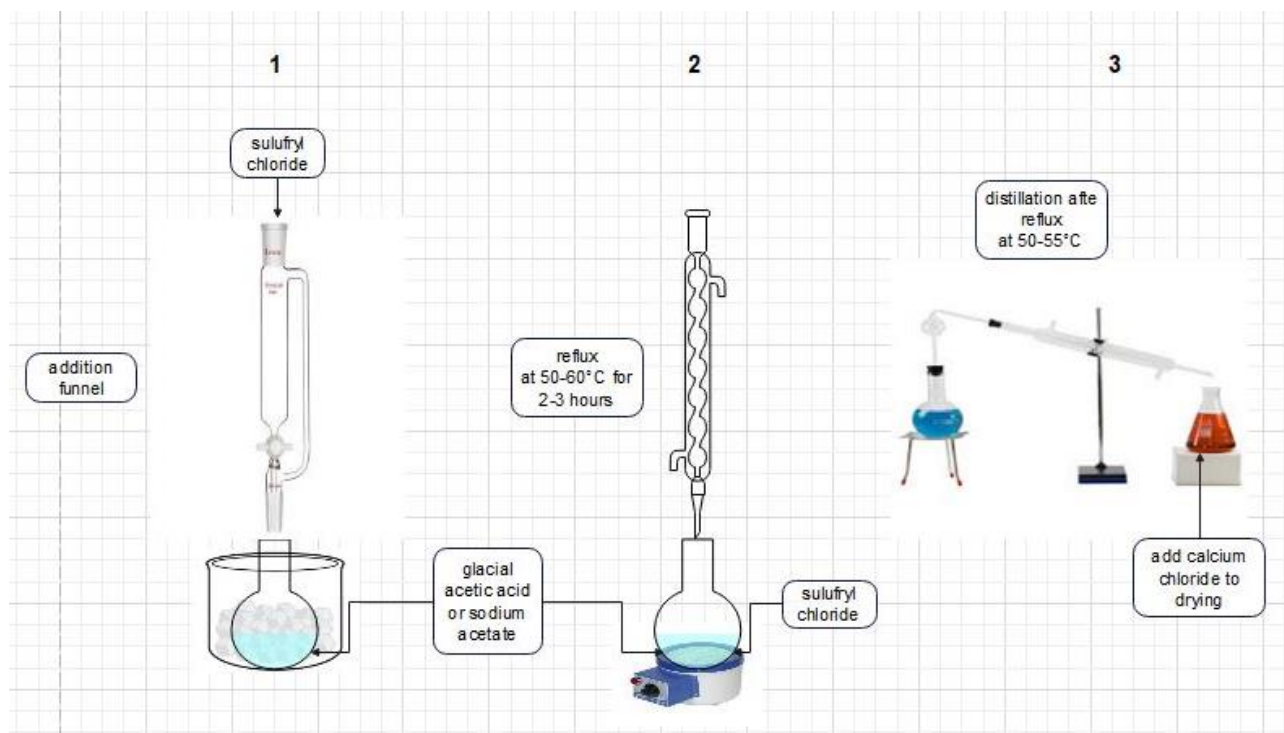 1
2
3
sulufryl
chloride
distillation afte
reflux
at 50-55°C
addition
funnel
reflux
at 50-60°C for
2-3 hours
glacial
acetic acid
or sodium
acetate
sulufryl
chloride
add calcium
chloride to
drying